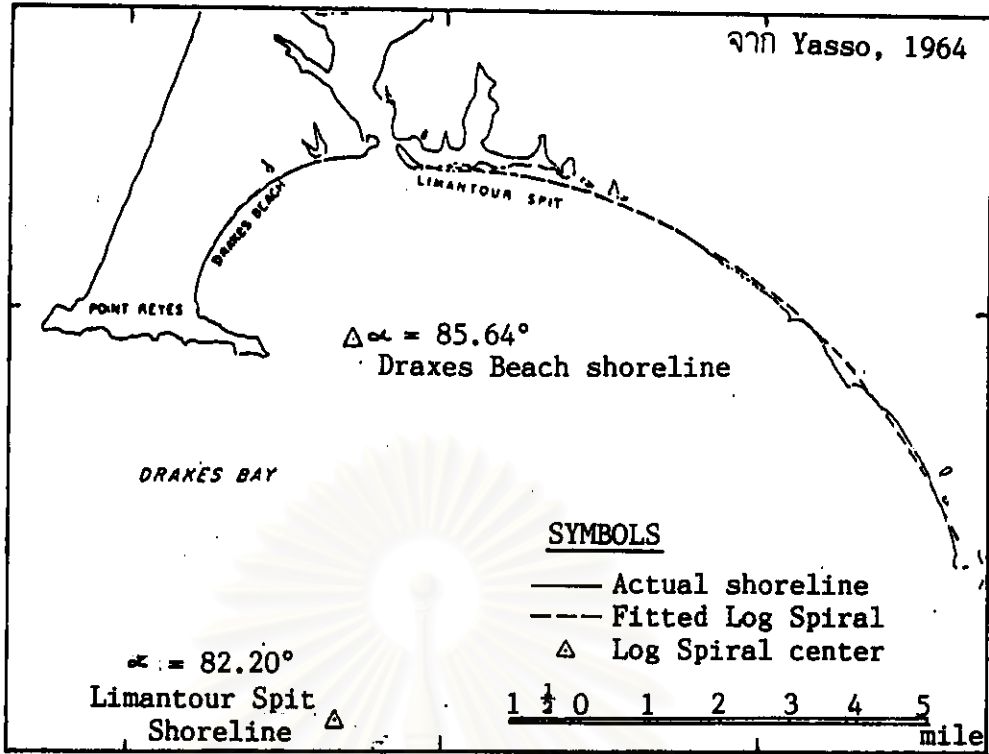 จาก Yasso, 1964
LIMANTOUR SPIT
DRAKES BEACH
POINT REYES
△ α = 85.64°
Draxes Beach shoreline
DRAKES BAY
SYMBOLS
Actual shoreline
Fitted Log Spiral
△ Log Spiral center
α = 82.20°
Limantour Spit
Shoreline △
1 ½ 0 1 2 3 4 5
mile